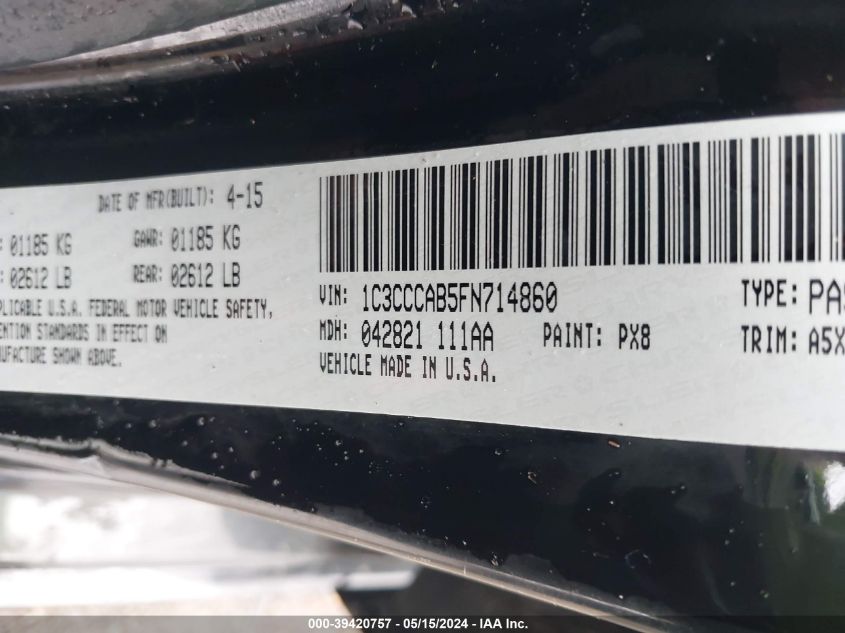 DATE OF MFR(BUILT): 4-15
: 01185 KG GAWR: 01185 KG
: 02612 LB REAR: 02612 LB
PLICABLE U.S.A. FEDERAL MOTOR VEHICLE SAFETY,
ENTION STANDARDS IN EFFECT ON
NUFACTURE SHOWN ABOVE.
VIN: 1C3CCCAB5FN714860 TYPE: PAS
MDH: 042821 111AA PAINT: PX8 TRIM: A5X
VEHICLE MADE IN U.S.A.
000-39420757 - 05/15/2024 - IAA Inc.